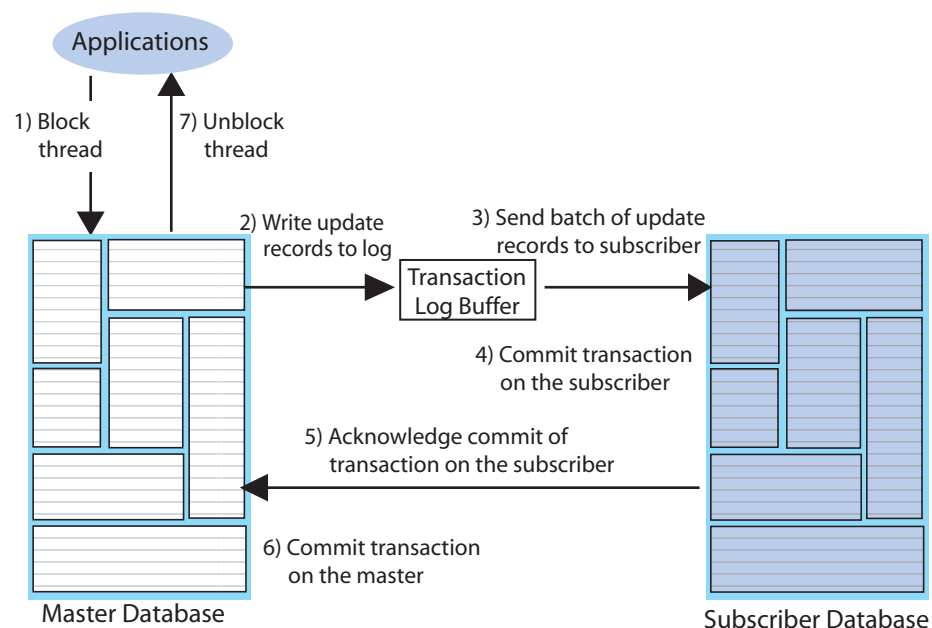 Applications
1) Block
thread
7) Unblock
thread
2) Write update
records to log
3) Send batch of update
records to subscriber
Transaction
Log Buffer
4) Commit transaction
on the subscriber
5) Acknowledge commit of
transaction on the subscriber
6) Commit transaction
on the master
Master Database
Subscriber Database